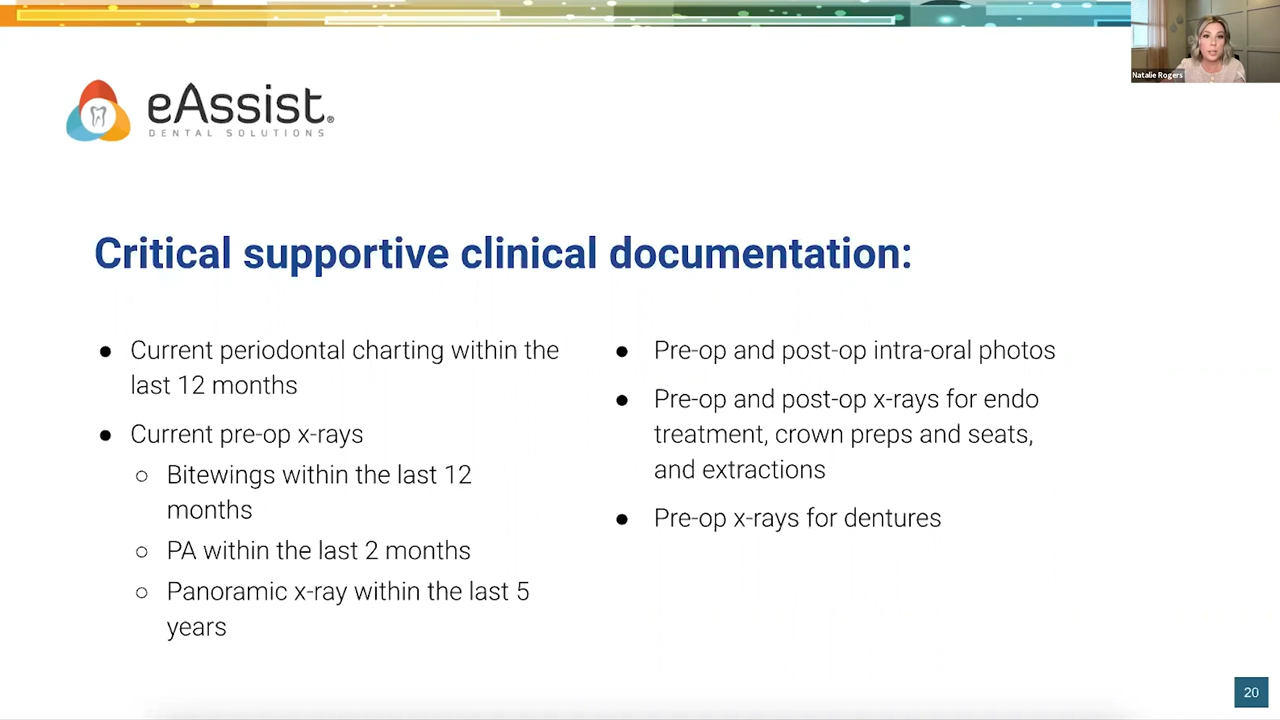 Natalie Rogers
eAssist®
DENTAL SOLUTIONS
Critical supportive clinical documentation:
● Current periodontal charting within the
last 12 months
● Current pre-op x-rays
○ Bitewings within the last 12
months
○ PA within the last 2 months
○ Panoramic x-ray within the last 5
years
● Pre-op and post-op intra-oral photos
● Pre-op and post-op x-rays for endo
treatment, crown preps and seats,
and extractions
● Pre-op x-rays for dentures
20